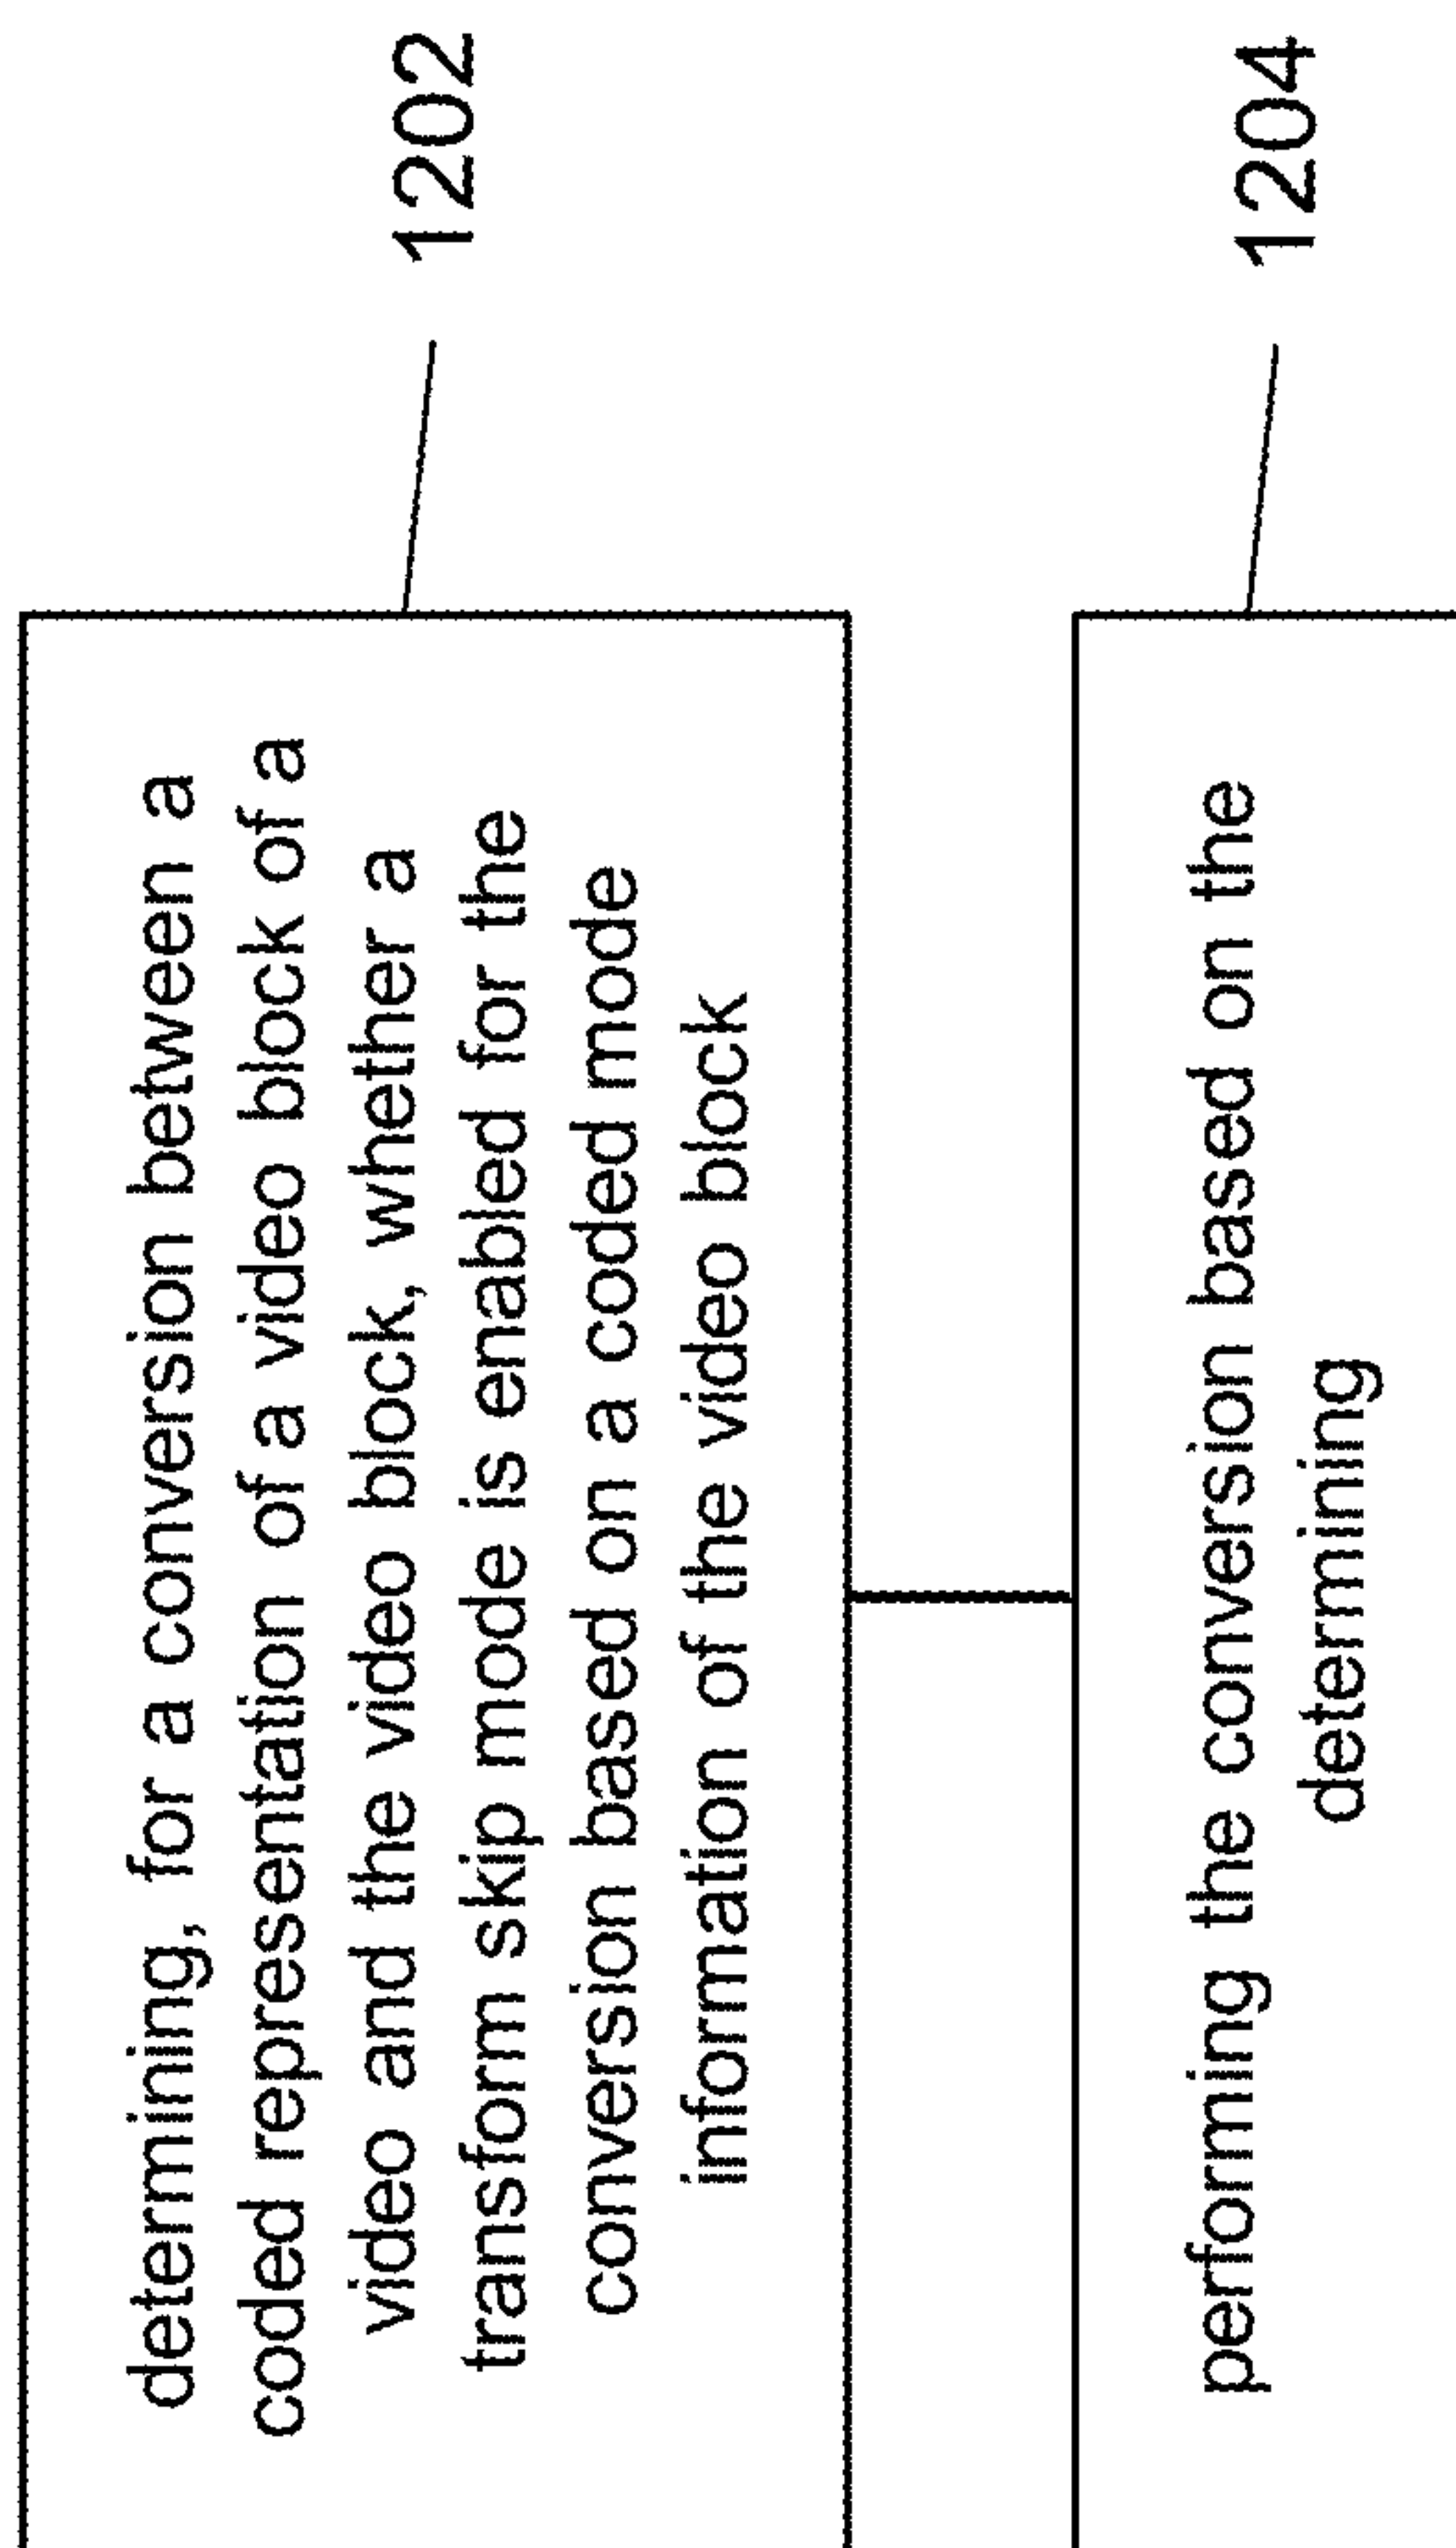 determining, for a conversion between a
coded representation of a video block of a
video and the video block, whether a
transform skip mode is enabled for the
conversion based on a coded mode
information of the video block
1202
performing the conversion based on the
determining
1204